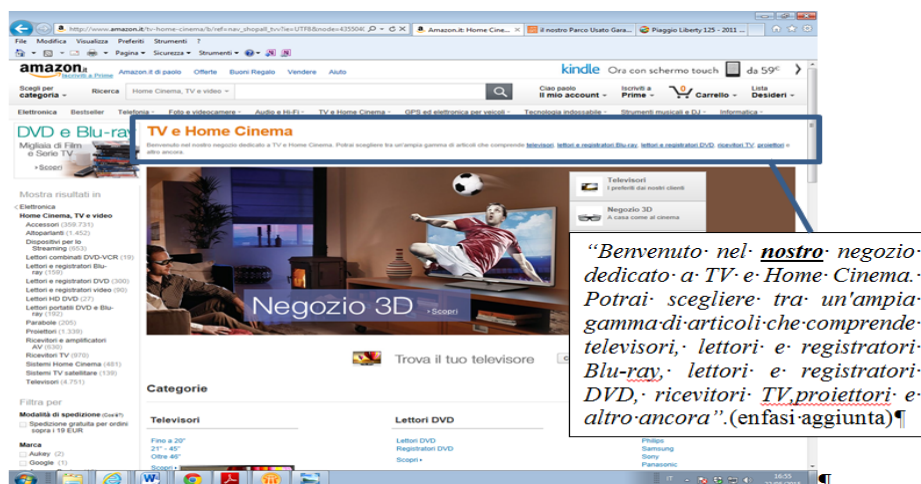 http://www.amazon.it/tv-home-cinema/b/ref=nav_shopall_tv?ie=UTF8&node=4355040
Amazon.it: Home Cine...
il nostro Parco Usato Gara...
Piaggio Liberty 125 - 2011 ...
File Modifica Visualizza Preferiti Strumenti ?
Pagina Sicurezza Strumenti
amazon.it
Iscriviti a Prime
Amazon.it di paolo Offerte Buoni Regalo Vendere Aiuto
kindle Ora con schermo touch da 59€
Scegli per
categoria
Ricerca Home Cinema, TV e video
Ciao paolo
Il mio account
Iscriviti a
Prime
0
Carrello
Lista
Desideri
Elettronica Bestseller Telefonia Foto e videocamere Audio e Hi-Fi TV e Home Cinema GPS ed elettronica per veicoli Tecnologia indossabile Strumenti musicali e DJ Informatica
DVD e Blu-ray
Migliaia di Film
e Serie TV
Scopri
TV e Home Cinema
Benvenuto nel nostro negozio dedicato a TV e Home Cinema. Potrai scegliere tra un'ampia gamma di articoli che comprende televisori, lettori e registratori Blu-ray, lettori e registratori DVD, ricevitori TV, proiettori e
altro ancora.
Mostra risultati in
Elettronica
Home Cinema, TV e video
Accessori (359.731)
Altoparlanti (1.452)
Dispositivi per lo
Streaming (653)
Lettori combinati DVD-VCR (19)
Lettori e registratori Blu-
ray (159)
Lettori e registratori DVD (300)
Lettori e registratori video (90)
Lettori HD DVD (27)
Lettori portatili DVD e Blu-
ray (192)
Parabole (205)
Proiettori (1.339)
Ricevitori e amplificatori
AV (630)
Ricevitori TV (970)
Sistemi Home Cinema (481)
Sistemi TV satellitare (139)
Televisori (4.751)
Filtra per
Modalità di spedizione (Cos'è?)
Spedizione gratuita per ordini
sopra i 19 EUR
Marca
Aukey (2)
Google (1)
Televisori
I preferiti dai nostri clienti
Negozio 3D
A casa come al cinema
Negozio 3D
Scopri
Trova il tuo televisore
Categorie
Televisori
Fino a 20"
21" - 45"
Oltre 46"
Scopri
Lettori DVD
Lettori DVD
Registratori DVD
Scopri
Philips
Samsung
Sony
Panasonic
“Benvenuto· nel· nostro· negozio·
dedicato· a· TV· e· Home· Cinema.·
Potrai· scegliere· tra· un'ampia·
gamma·di·articoli·che·comprende·
televisori,· lettori· e· registratori·
Blu-ray,· lettori· e· registratori·
DVD,· ricevitori· TV,proiettori· e·
altro·ancora”.(enfasi·aggiunta)¶
IT
16:55
¶